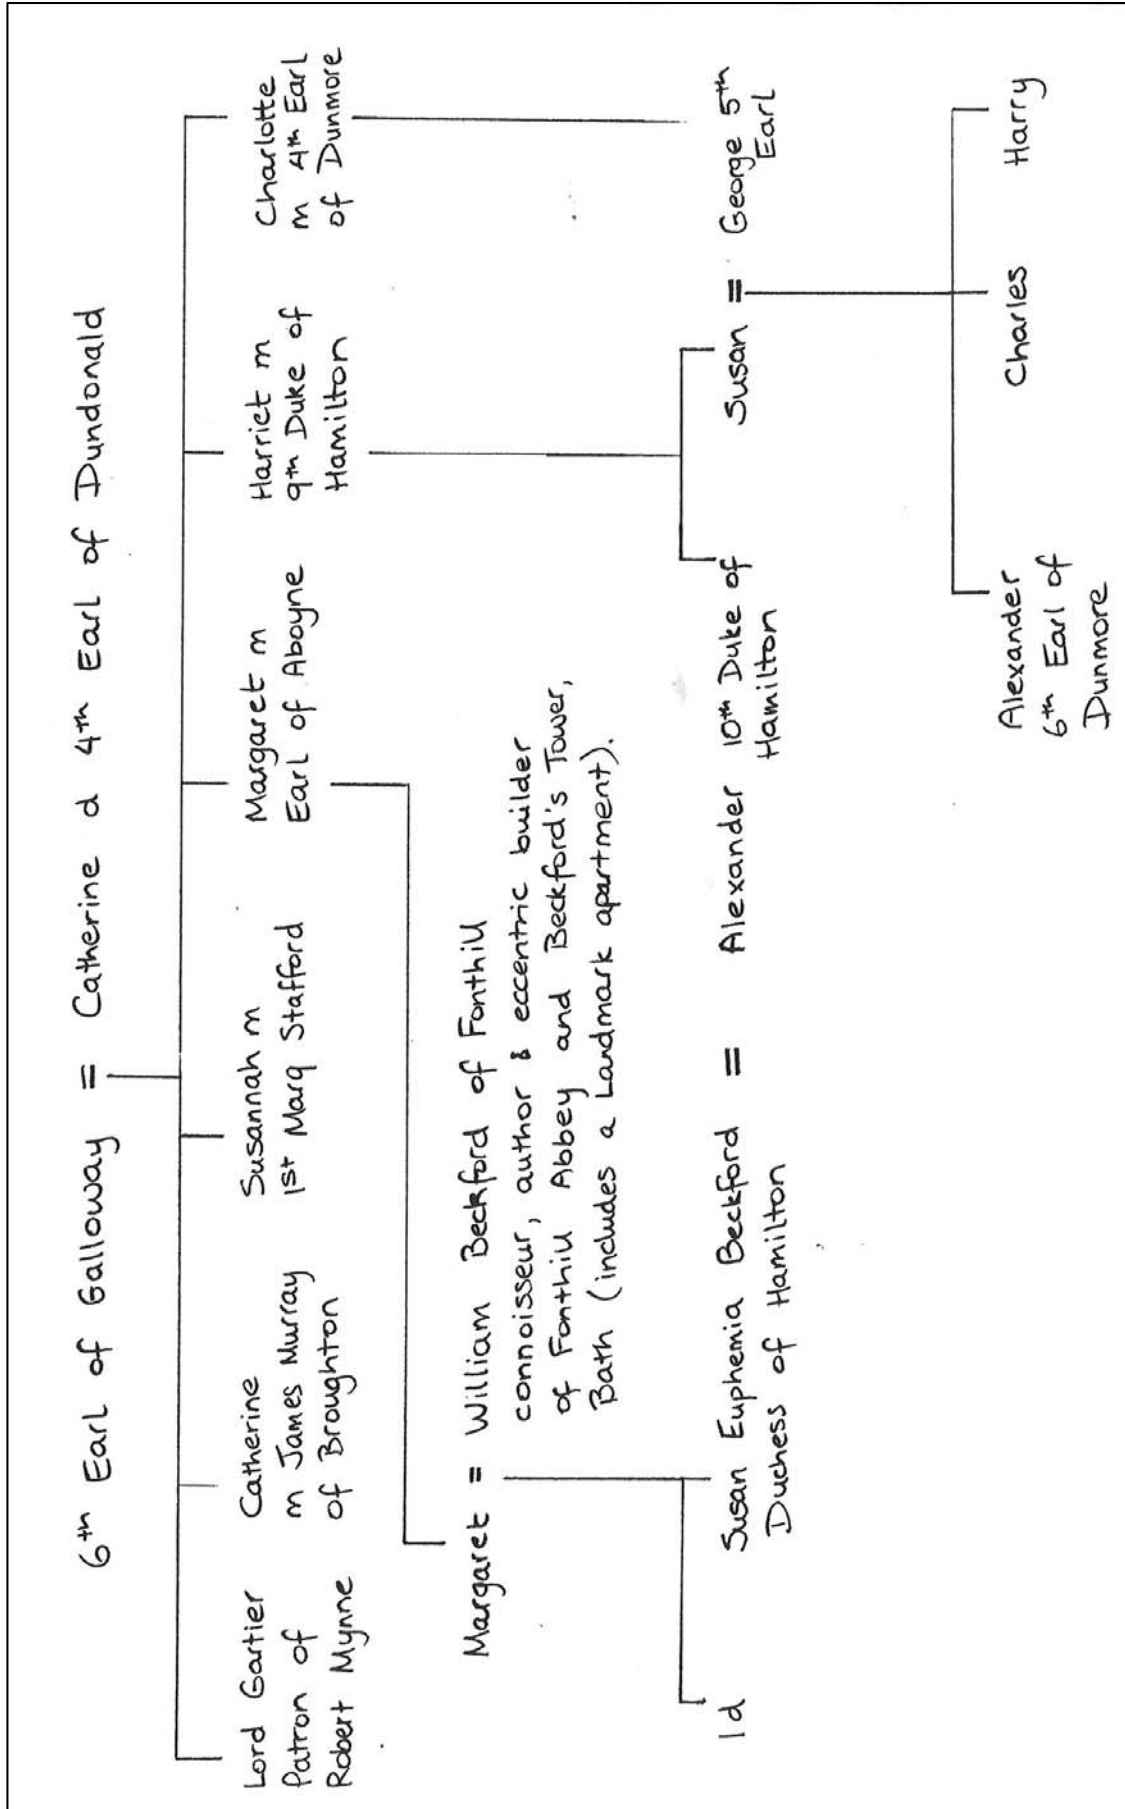 6th Earl of Galloway = Catherine d 4th Earl of Dundonald
Lord Gartier
Patron of
Robert Mynne
Catherine
m James Murray
of Broughton
Susannah m
1st Marq Stafford
Margaret m
Earl of Aboyne
Harriet m
9th Duke of
Hamilton
Charlotte
m 4th Earl
of Dunmore
Margaret = William Beckford of Fonthill
connoisseur, author & eccentric builder
of Fonthill Abbey and Beckford's Tower,
Bath (includes a Landmark apartment).
1d
Susan Euphemia Beckford
Duchess of Hamilton
=
Alexander 10th Duke of
Hamilton
Susan = George 5th
Earl
Alexander
6th Earl of
Dunmore
Charles
Harry